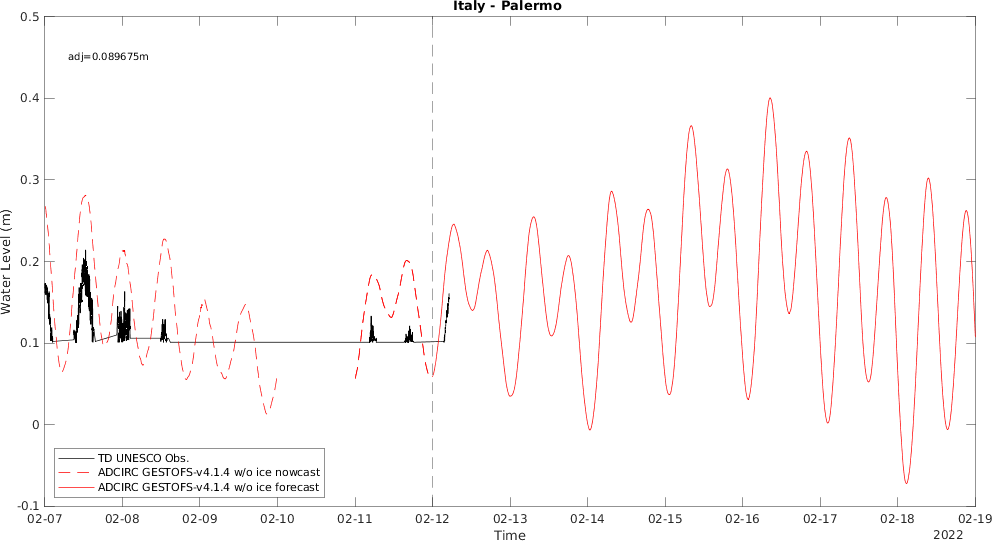 Italy - Palermo
0.5
adj=0.089675m
0.4
0.3
0.2
0.1
0
-0.1
Water Level (m)
TD UNESCO Obs.
ADCIRC GESTOFS-v4.1.4 w/o ice nowcast
ADCIRC GESTOFS-v4.1.4 w/o ice forecast
02-07 02-08 02-09 02-10 02-11 02-12 02-13 02-14 02-15 02-16 02-17 02-18 02-19
Time
2022